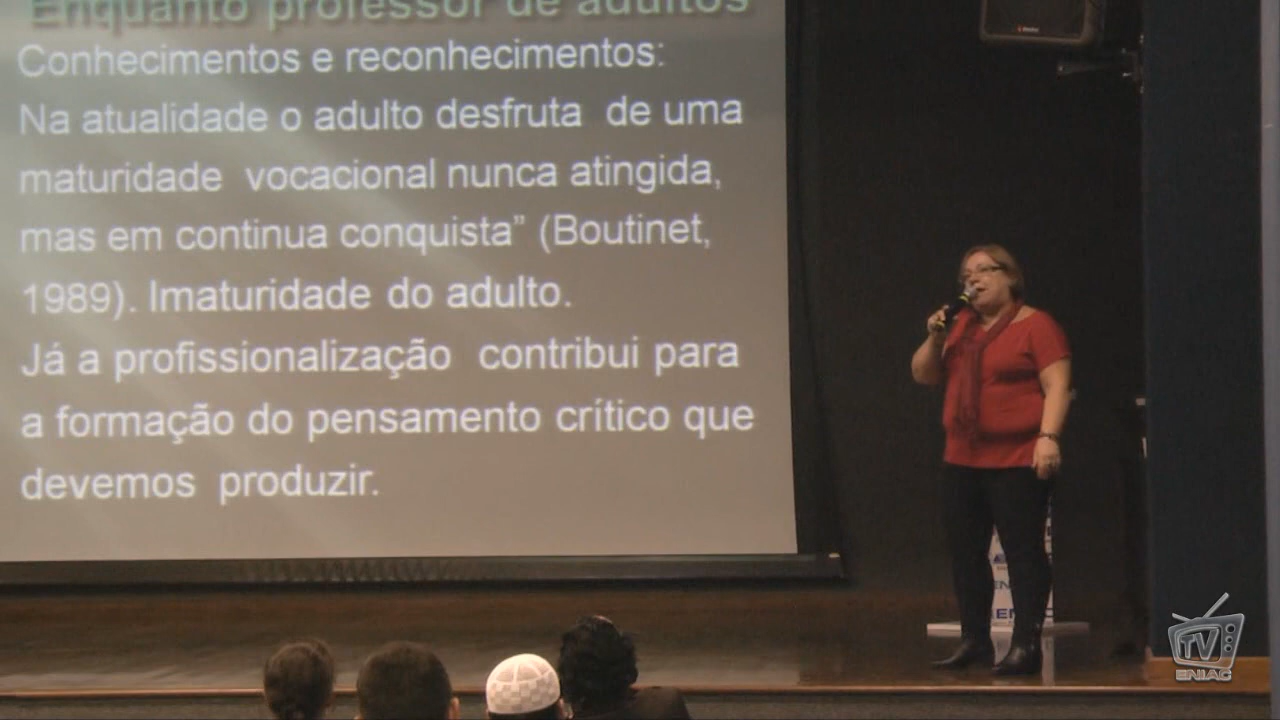 Enquanto professor de adultos
Conhecimentos e reconhecimentos:
Na atualidade o adulto desfruta de uma
maturidade vocacional nunca atingida,
mas em continua conquista” (Boutinet,
1989). Imaturidade do adulto.
Já a profissionalização contribui para
a formação do pensamento crítico que
devemos produzir.
TV
ENIAC